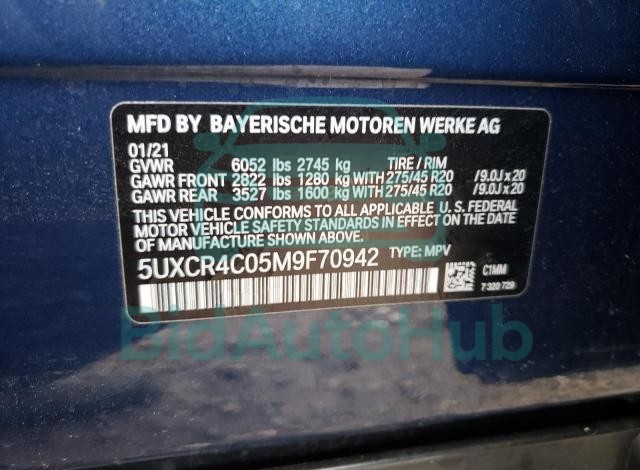 MFD BY BAYERISCHE MOTOREN WERKE AG
01/21
GVWR 6052 lbs 2745 kg TIRE / RIM
GAWR FRONT 2822 lbs 1280 kg WITH 275/45 R20 /9.0J x 20
GAWR REAR 3527 lbs 1600 kg WITH 275/45 R20 /9.0J x 20
THIS VEHICLE CONFORMS TO ALL APPLICABLE U. S. FEDERAL
MOTOR VEHICLE SAFETY STANDARDS IN EFFECT ON THE
DATE OF MANUFACTURE SHOWN ABOVE.
5UXCR4C05M9F70942 TYPE: MPV
C1MM
7 320 729
BidAutoHub